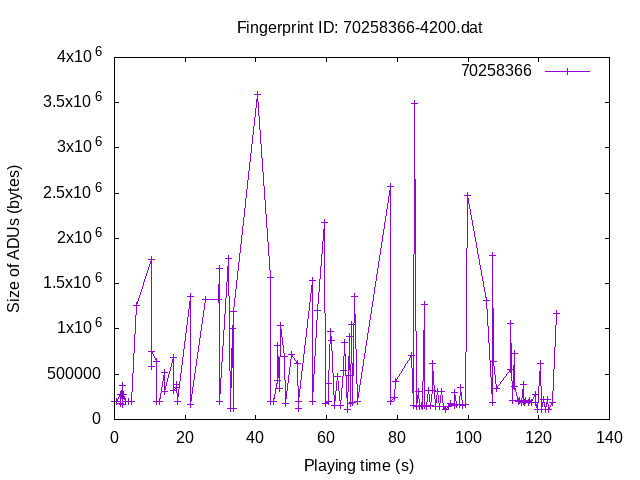 Fingerprint ID: 70258366-4200.dat
70258366
4x10^6
3.5x10^6
3x10^6
2.5x10^6
2x10^6
1.5x10^6
1x10^6
500000
0
Size of ADUs (bytes)
0 20 40 60 80 100 120 140
Playing time (s)